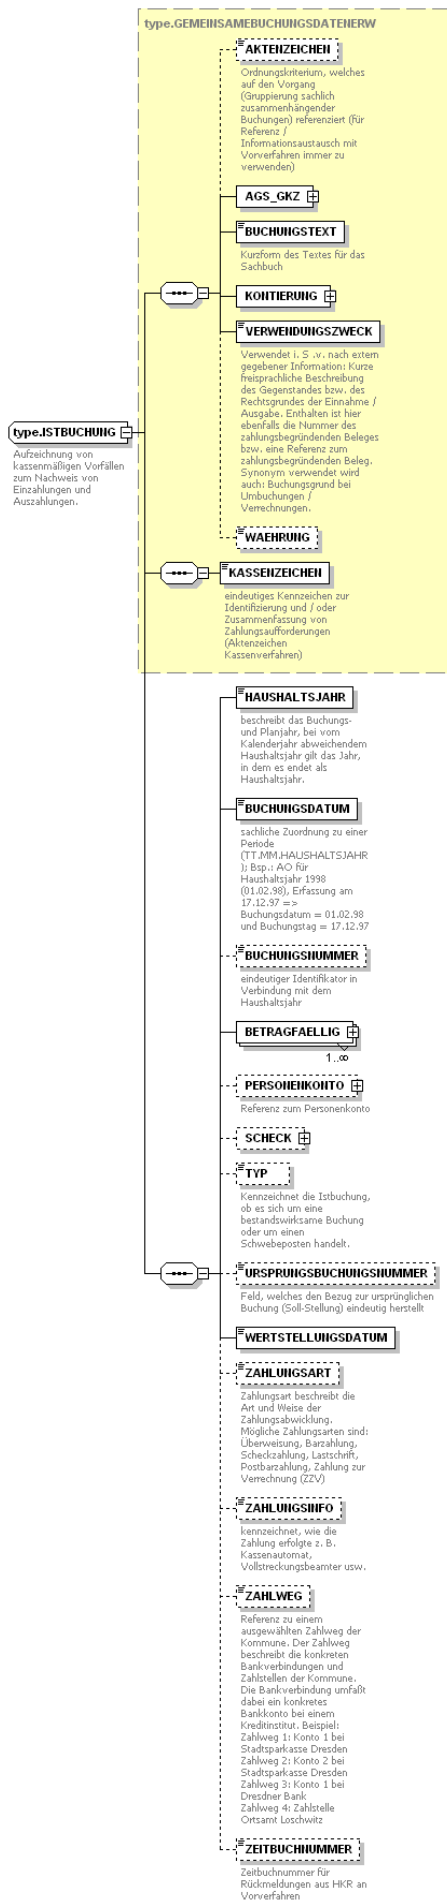 type.GEMEINSAMEBUCHUNGSDATENERW
AKTENZEICHEN
Ordnungskriterium, welches
auf den Vorgang
(Gruppierung sachlich
zusammenhängender
Buchungen) referenziert (für
Referenz /
Informationsaustausch mit
Vorverfahren immer zu
verwenden)
AGS_GKZ
BUCHUNGSTEXT
Kurzform des Textes für das
Sachbuch
KONTIERUNG
VERWENDUNGSZWECK
Verwendet i. S .v. nach extern
gegebener Information: Kurze
freisprachliche Beschreibung
des Gegenstandes bzw. des
Rechtsgrundes der Einnahme /
Ausgabe. Enthalten ist hier
ebenfalls die Nummer des
zahlungsbegründenden Beleges
bzw. eine Referenz zum
zahlungsbegründenden Beleg.
Synonym verwendet wird
auch: Buchungsgrund bei
Umbuchungen /
Verrechnungen.
WAEHRUNG
type.ISTBUCHUNG
Aufzeichnung von
kassenmäßigen Vorfällen
zum Nachweis von
Einzahlungen und
Auszahlungen.
KASSENZEICHEN
eindeutiges Kennzeichen zur
Identifizierung und / oder
Zusammenfassung von
Zahlungsaufforderungen
(Aktenzeichen
Kassenverfahren)
HAUSHALTSJAHR
beschreibt das Buchungs-
und Planjahr, bei vom
Kalenderjahr abweichendem
Haushaltsjahr gilt das Jahr,
in dem es endet als
Haushaltsjahr.
BUCHUNGSDATUM
sachliche Zuordnung zu einer
Periode
(TT.MM.HAUSHALTSJAHR
); Bsp.: AO für
Haushaltsjahr 1998
(01.02.98), Erfassung am
17.12.97 =>
Buchungsdatum = 01.02.98
und Buchungstag = 17.12.97
BUCHUNGSNUMMER
eindeutiger Identifikator in
Verbindung mit dem
Haushaltsjahr
BETRAGFAELLIG
1..∞
PERSONENKONTO
Referenz zum Personenkonto
SCHECK
TYP
Kennzeichnet die Istbuchung,
ob es sich um eine
bestandswirksame Buchung
oder um einen
Schwebeposten handelt.
URSPRUNGSBUCHUNGSNUMMER
Feld, welches den Bezug zur ursprünglichen
Buchung (Soll-Stellung) eindeutig herstellt
WERTSTELLUNGSDATUM
ZAHLUNGSART
Zahlungsart beschreibt die
Art und Weise der
Zahlungsabwicklung.
Mögliche Zahlungsarten sind:
Überweisung, Barzahlung,
Scheckzahlung, Lastschrift,
Postbarzahlung, Zahlung zur
Verrechnung (ZZV)
ZAHLUNGSINFO
kennzeichnet, wie die
Zahlung erfolgte z. B.
Kassenautomat,
Vollstreckungsbeamter usw.
ZAHLWEG
Referenz zu einem
ausgewählten Zahlweg der
Kommune. Der Zahlweg
beschreibt die konkreten
Bankverbindungen und
Zahlstellen der Kommune.
Die Bankverbindung umfaßt
dabei ein konkretes
Bankkonto bei einem
Kreditinstitut. Beispiel:
Zahlweg 1: Konto 1 bei
Stadtsparkasse Dresden
Zahlweg 2: Konto 2 bei
Stadtsparkasse Dresden
Zahlweg 3: Konto 1 bei
Dresdner Bank
Zahlweg 4: Zahlstelle
Ortsamt Loschwitz
ZEITBUCHNUMMER
Zeitbuchnummer für
Rückmeldungen aus HKR an
Vorverfahren